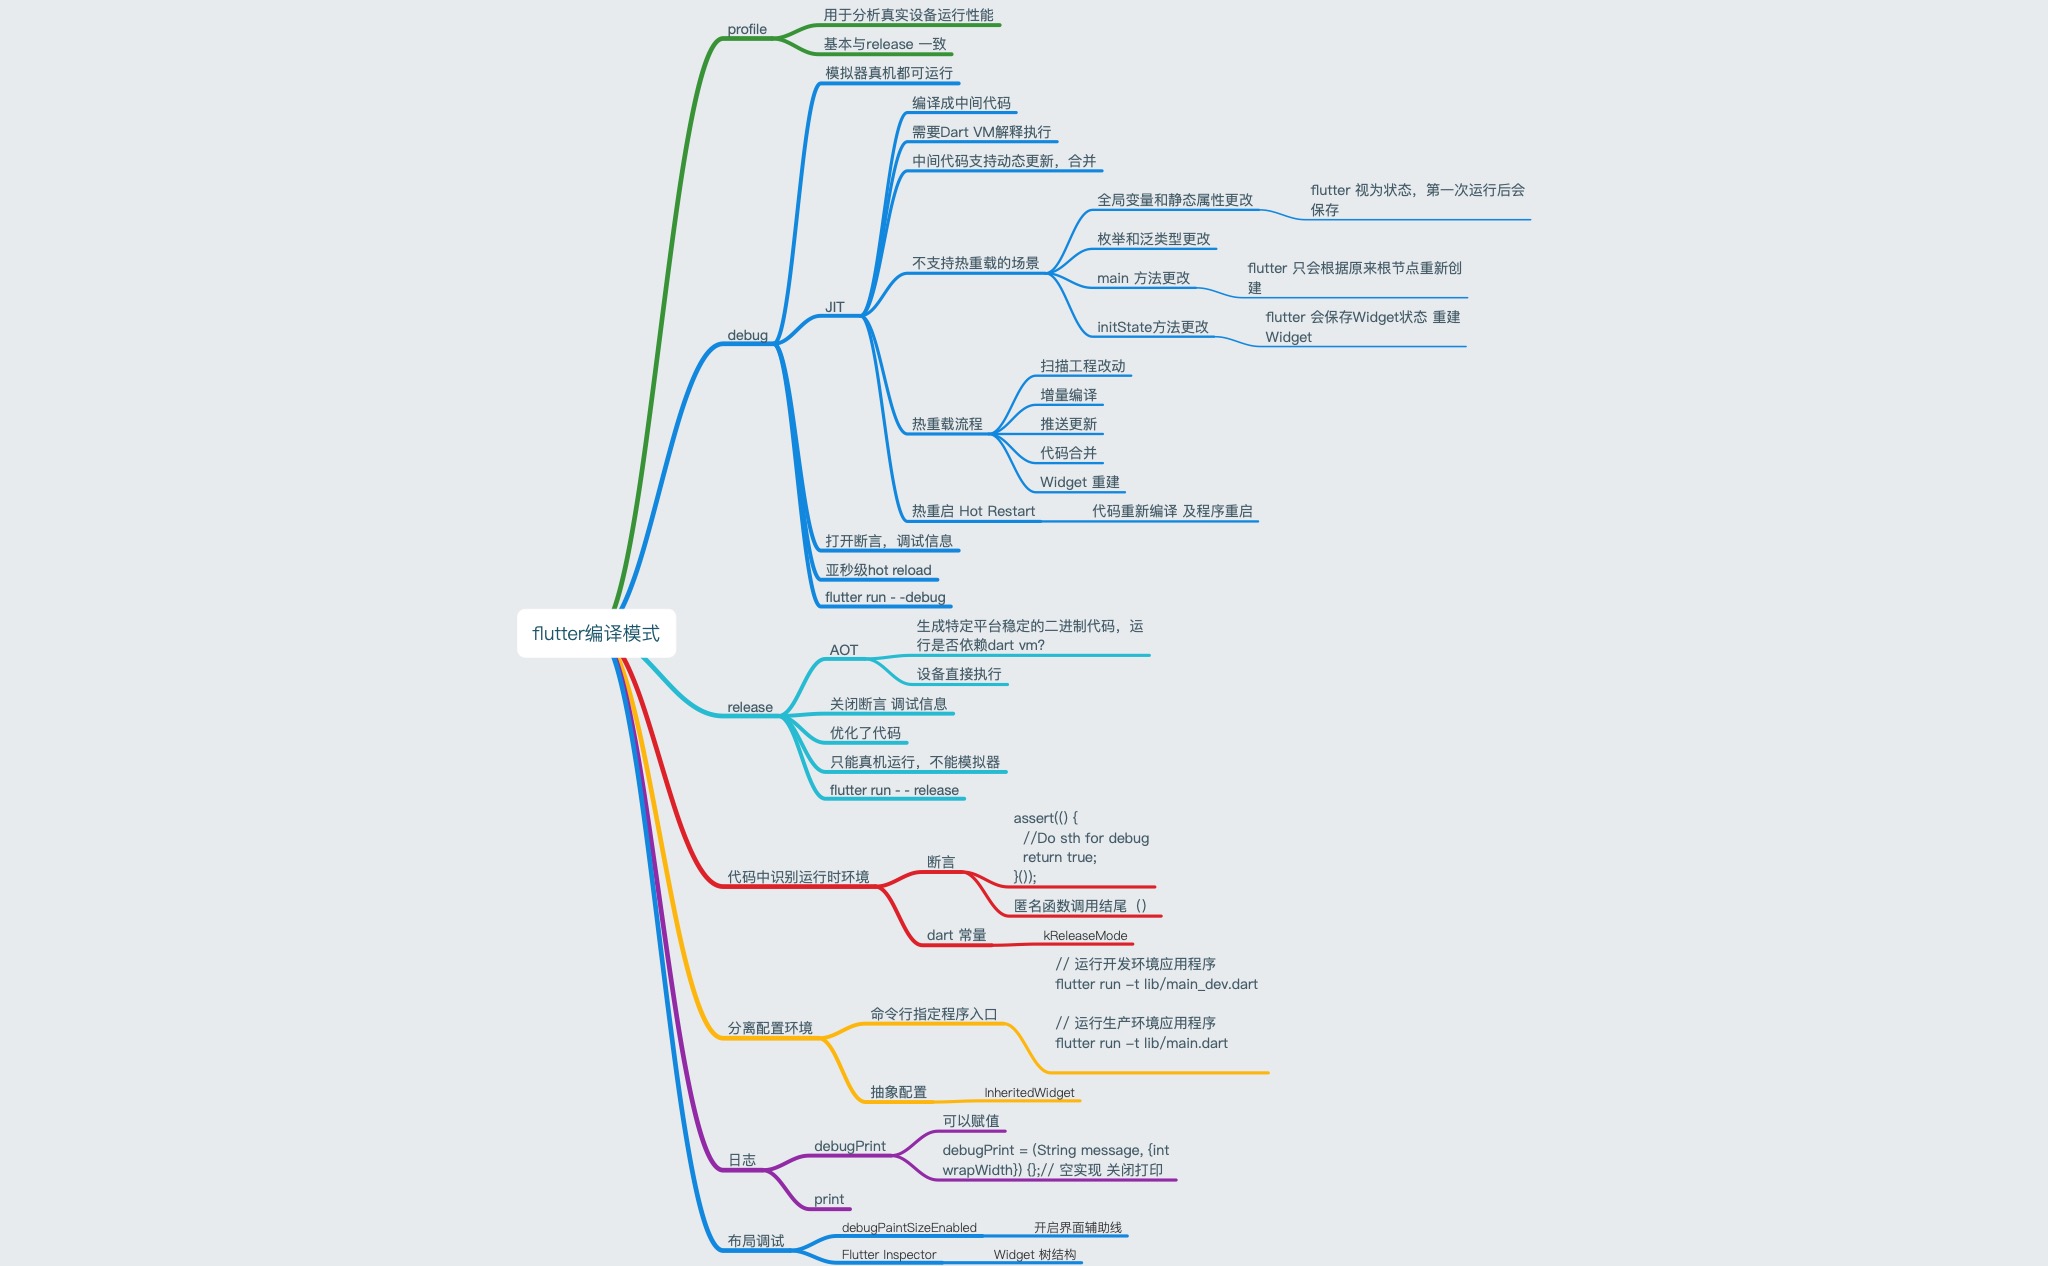 profile
用于分析真实设备运行性能
基本与release 一致
debug
模拟器真机都可运行
JIT
编译成中间代码
需要Dart VM解释执行
中间代码支持动态更新，合并
不支持热重载的场景
全局变量和静态属性更改
flutter 视为状态，第一次运行后会
保存
枚举和泛类型更改
main 方法更改
flutter 只会根据原来根节点重新创
建
initState方法更改
flutter 会保存Widget状态 重建
Widget
热重载流程
扫描工程改动
增量编译
推送更新
代码合并
Widget 重建
热重启 Hot Restart
代码重新编译 及程序重启
打开断言，调试信息
亚秒级hot reload
flutter run - -debug
flutter编译模式
release
AOT
生成特定平台稳定的二进制代码，运
行是否依赖dart vm?
设备直接执行
关闭断言 调试信息
优化了代码
只能真机运行，不能模拟器
flutter run - - release
代码中识别运行时环境
断言
assert(() {
//Do sth for debug
return true;
}());
匿名函数调用结尾（）
dart 常量
kReleaseMode
分离配置环境
命令行指定程序入口
// 运行开发环境应用程序
flutter run –t lib/main_dev.dart
// 运行生产环境应用程序
flutter run –t lib/main.dart
抽象配置
InheritedWidget
日志
debugPrint
可以赋值
debugPrint = (String message, {int
wrapWidth}) {};// 空实现 关闭打印
print
布局调试
debugPaintSizeEnabled
开启界面辅助线
Flutter Inspector
Widget 树结构